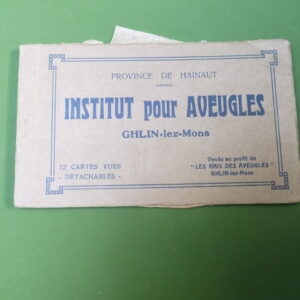 PROVINCE DE HAINAUT
INSTITUT pour AVEUGLES
GHLIN-lez-Mons
12 CARTES VUES
- DETACHABLES -
Vendu au profit de
"LES AMIS DES AVEUGLES"
GHLIN-lez-Mons